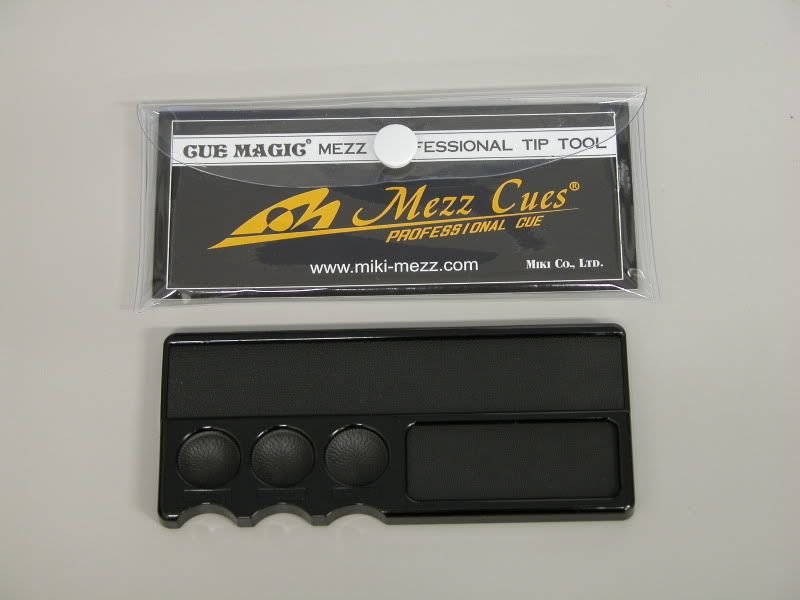 CUE MAGIC® MEZZ FESSIONAL TIP TOOL
Mezz Cues®
PROFESSIONAL CUE
www.miki-mezz.com
MIKI CO., LTD.